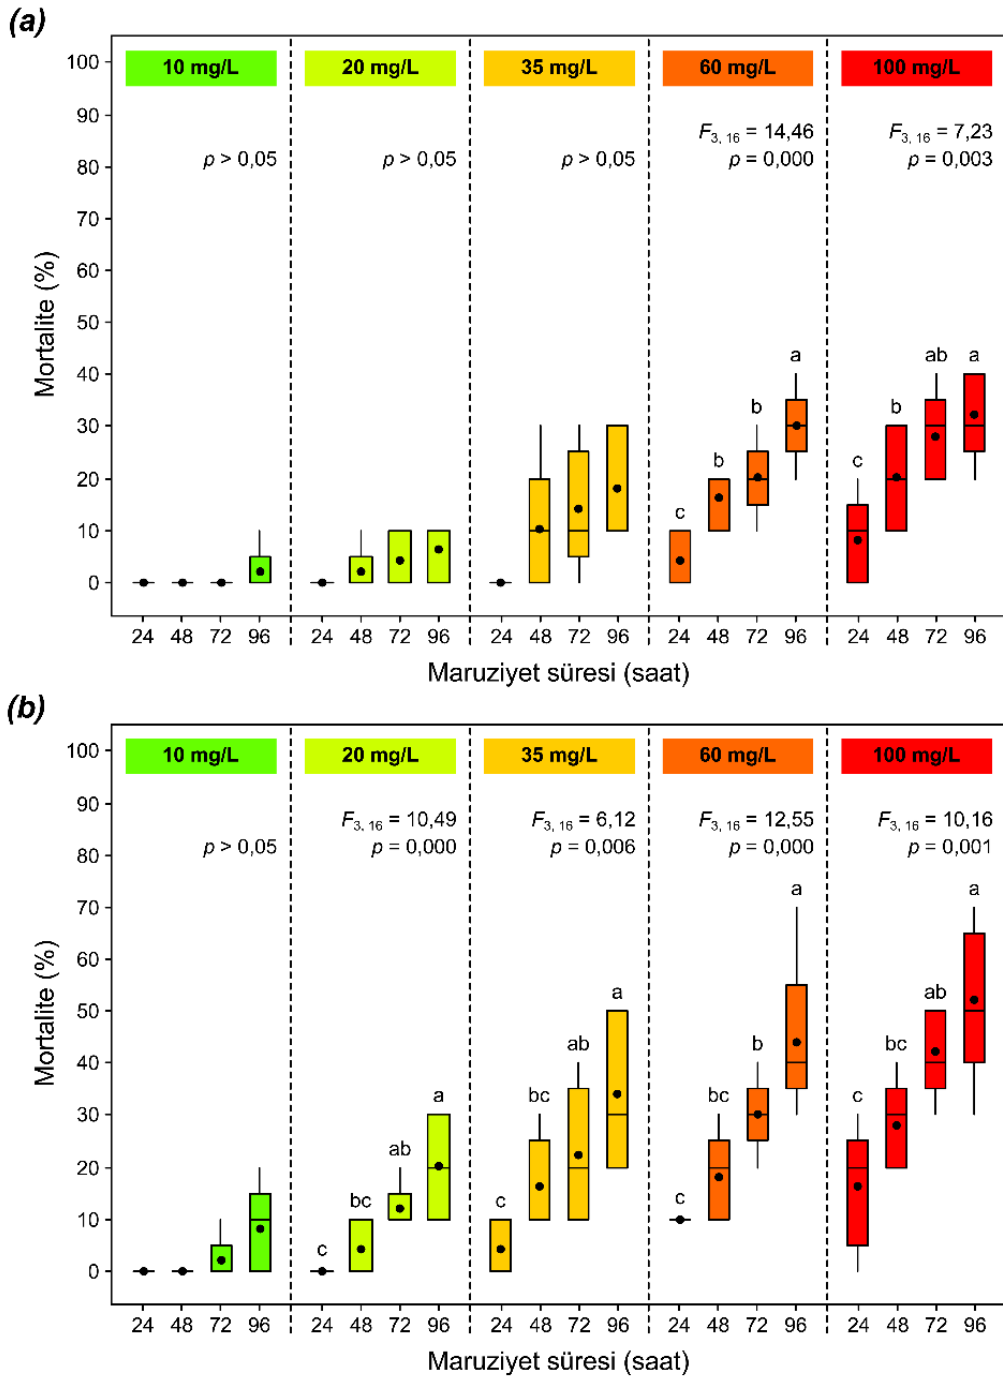 (a)
10 mg/L 20 mg/L 35 mg/L 60 mg/L 100 mg/L
F3, 16 = 14,46 F3, 16 = 7,23
p > 0,05 p > 0,05 p > 0,05 p = 0,000 p = 0,003
100
90
80
70
60
50
40
30
20
10
0
Mortalite (%)
c b b a
c b ab a
24 48 72 96 24 48 72 96 24 48 72 96 24 48 72 96 24 48 72 96
Maruziyet süresi (saat)
(b)
10 mg/L 20 mg/L 35 mg/L 60 mg/L 100 mg/L
F3, 16 = 10,49 F3, 16 = 6,12 F3, 16 = 12,55 F3, 16 = 10,16
p > 0,05 p = 0,000 p = 0,006 p = 0,000 p = 0,001
100
90
80
70
60
50
40
30
20
10
0
Mortalite (%)
c bc ab a
c bc ab a
c bc b a
c bc ab a
24 48 72 96 24 48 72 96 24 48 72 96 24 48 72 96 24 48 72 96
Maruziyet süresi (saat)